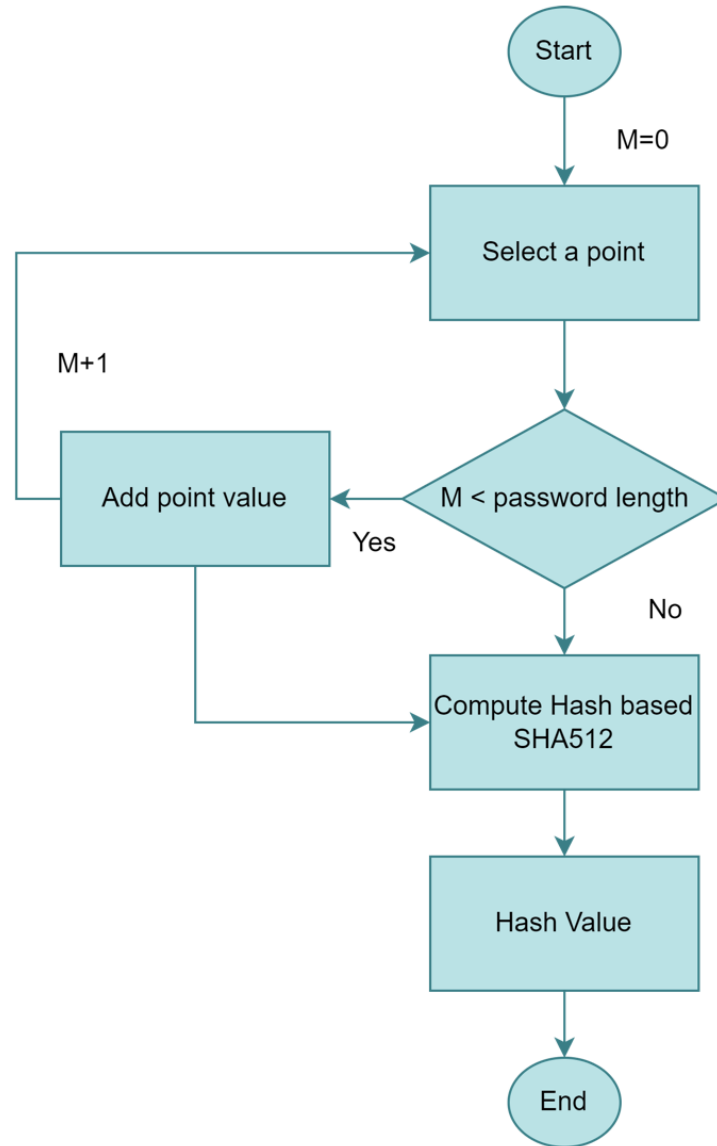 Start
M=0
Select a point
M+1
Add point value
M < password length
Yes
No
Compute Hash based
SHA512
Hash Value
End